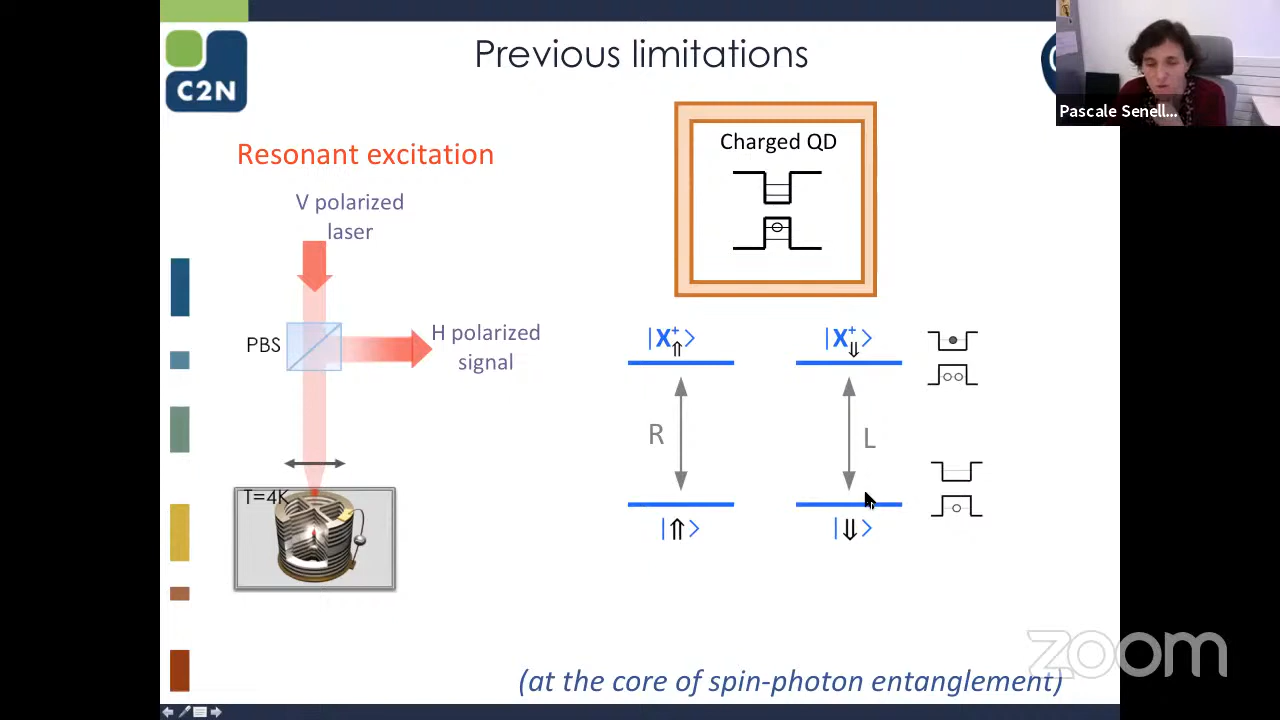 Previous limitations
C2N
Pascale Senell...
Resonant excitation
V polarized
laser
PBS
H polarized
signal
T=4K
Charged QD
|X⁺⇑⟩
|X⁺⇓⟩
R
L
|⇑⟩
|⇓⟩
zoom
(at the core of spin-photon entanglement)